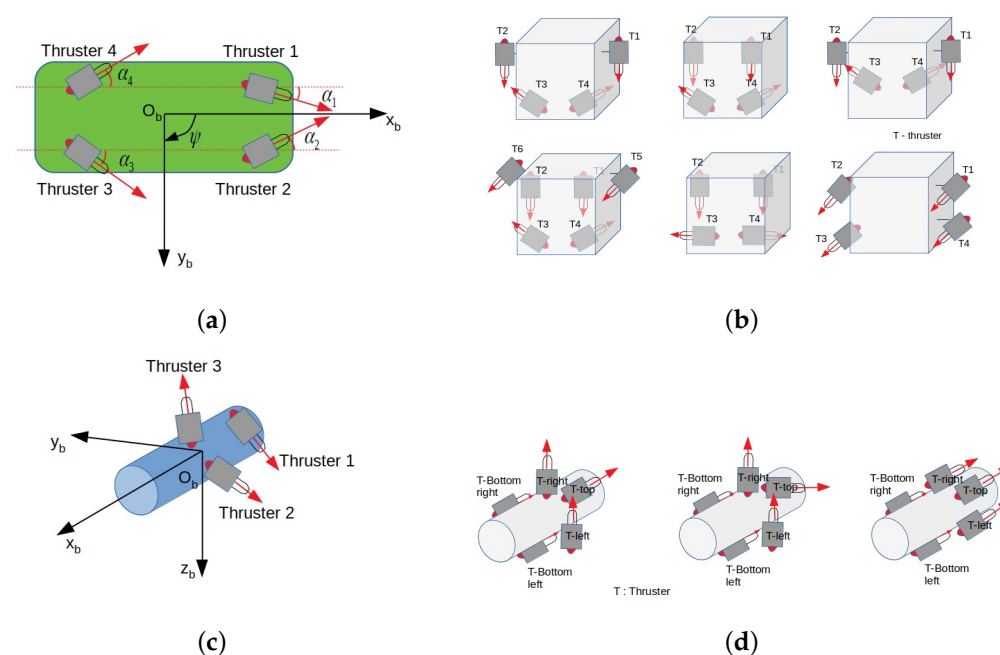 Thruster 4
Thruster 1
α4
α1
Ob
xb
ψ
α2
α3
Thruster 3
Thruster 2
yb
(a)
T2
T1
T3
T4
T2
T1
T3
T4
T2
T1
T3
T4
T - thruster
T6
T5
T2
T1
T3
T4
T2
T1
T3
T4
T2
T1
T3
T4
(b)
Thruster 3
yb
Thruster 1
Ob
Thruster 2
xb
zb
(c)
T-Bottom
right
T-right
T-top
T-left
T-Bottom
left
T-Bottom
right
T-right
T-top
T-left
T-Bottom
left
T-Bottom
right
T-right
T-top
T-left
T-Bottom
left
T : Thruster
(d)